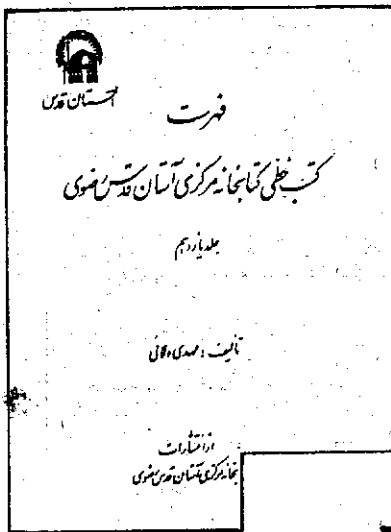 آستان قدس
فهرست
کتب خطی کتابخانه مرکزی آستان قدس رضوی
جلد یازدهم
تألیف : مهدی ولائی
از انتشارات
کتابخانه مرکزی آستان قدس رضوی